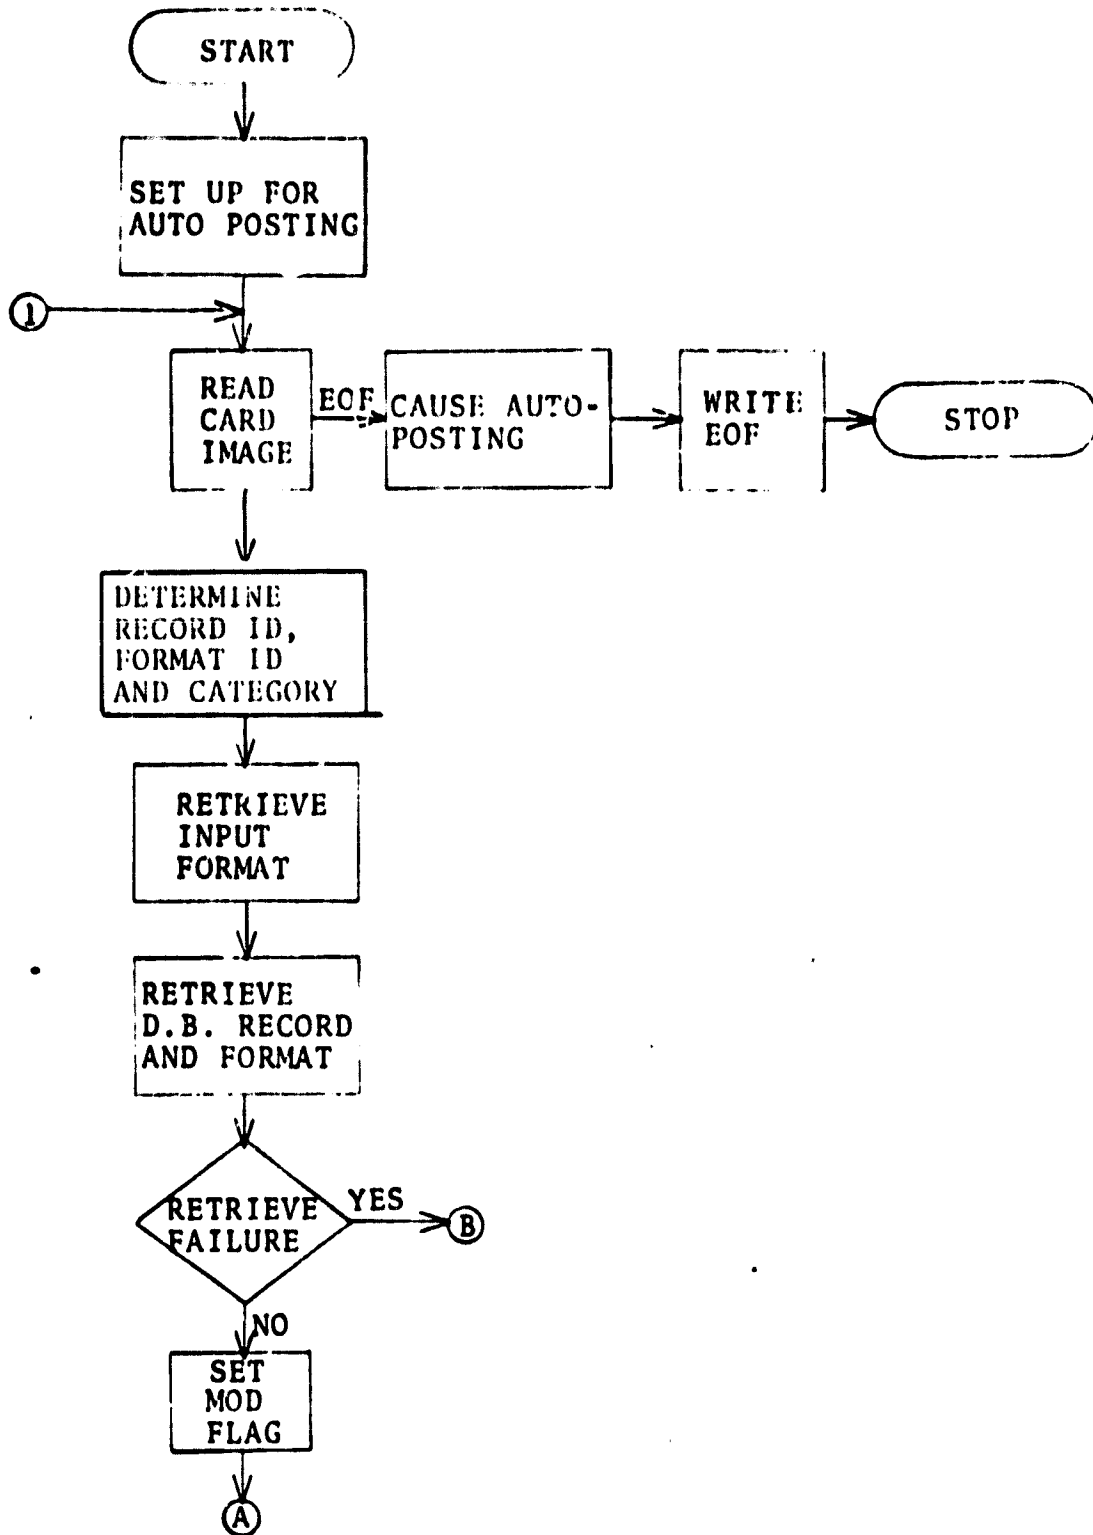 START
SET UP FOR
AUTO POSTING
1
READ
CARD
IMAGE
EOF
CAUSE AUTO-
POSTING
WRITE
EOF
STOP
DETERMINE
RECORD ID,
FORMAT ID
AND CATEGORY
RETRIEVE
INPUT
FORMAT
RETRIEVE
D.B. RECORD
AND FORMAT
RETRIEVE
FAILURE
YES
B
NO
SET
MOD
FLAG
A